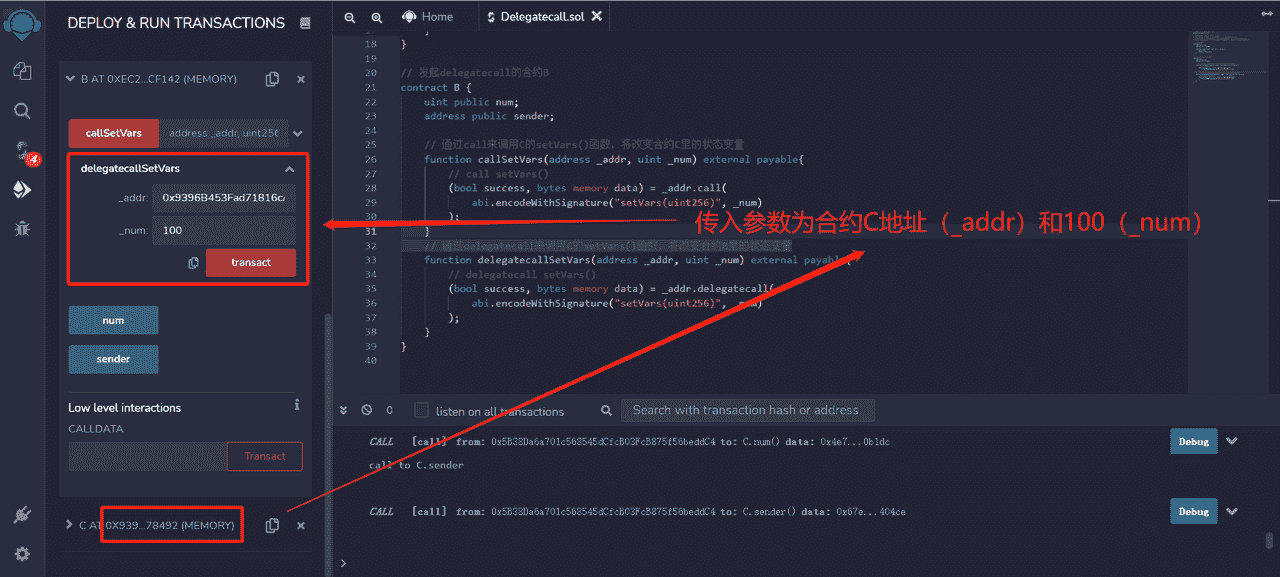 DEPLOY & RUN TRANSACTIONS
4
B AT 0XEC2...CF142 (MEMORY)
callSetVars
address _addr, uint256
delegatecallSetVars
_addr:
0x9396B453Fad71816c
_num:
100
transact
num
sender
Low level interactions
i
CALLDATA
Transact
C AT 0X939...78492 (MEMORY)
Home
Delegatecall.sol
18 }
19
20 // 发起delegatecall的合约B
21 contract B {
22 uint public num;
23 address public sender;
24
25 // 通过call来调用C的setVars()函数，将改变合约C里的状态变量
26 function callSetVars(address _addr, uint _num) external payable{
27 // call setVars()
28 (bool success, bytes memory data) = _addr.call(
29 abi.encodeWithSignature("setVars(uint256)", _num)
30 );
31 }
32 // 通过delegatecall来调用C的setVars()函数，将改变合约B里的状态变量
33 function delegatecallSetVars(address _addr, uint _num) external payable{
34 // delegatecall setVars()
35 (bool success, bytes memory data) = _addr.delegatecall(
36 abi.encodeWithSignature("setVars(uint256)", _num)
37 );
38 }
39 }
40
传入参数为合约C地址（_addr）和100（_num）
0
listen on all transactions
Search with transaction hash or address
CALL [call] from: 0x5B38Da6a701c568545dCfcB03FcB875f56beddC4 to: C.num() data: 0x4e7...0b1dc
Debug
call to C.sender
CALL [call] from: 0x5B38Da6a701c568545dCfcB03FcB875f56beddC4 to: C.sender() data: 0x67e...404ce
Debug
>